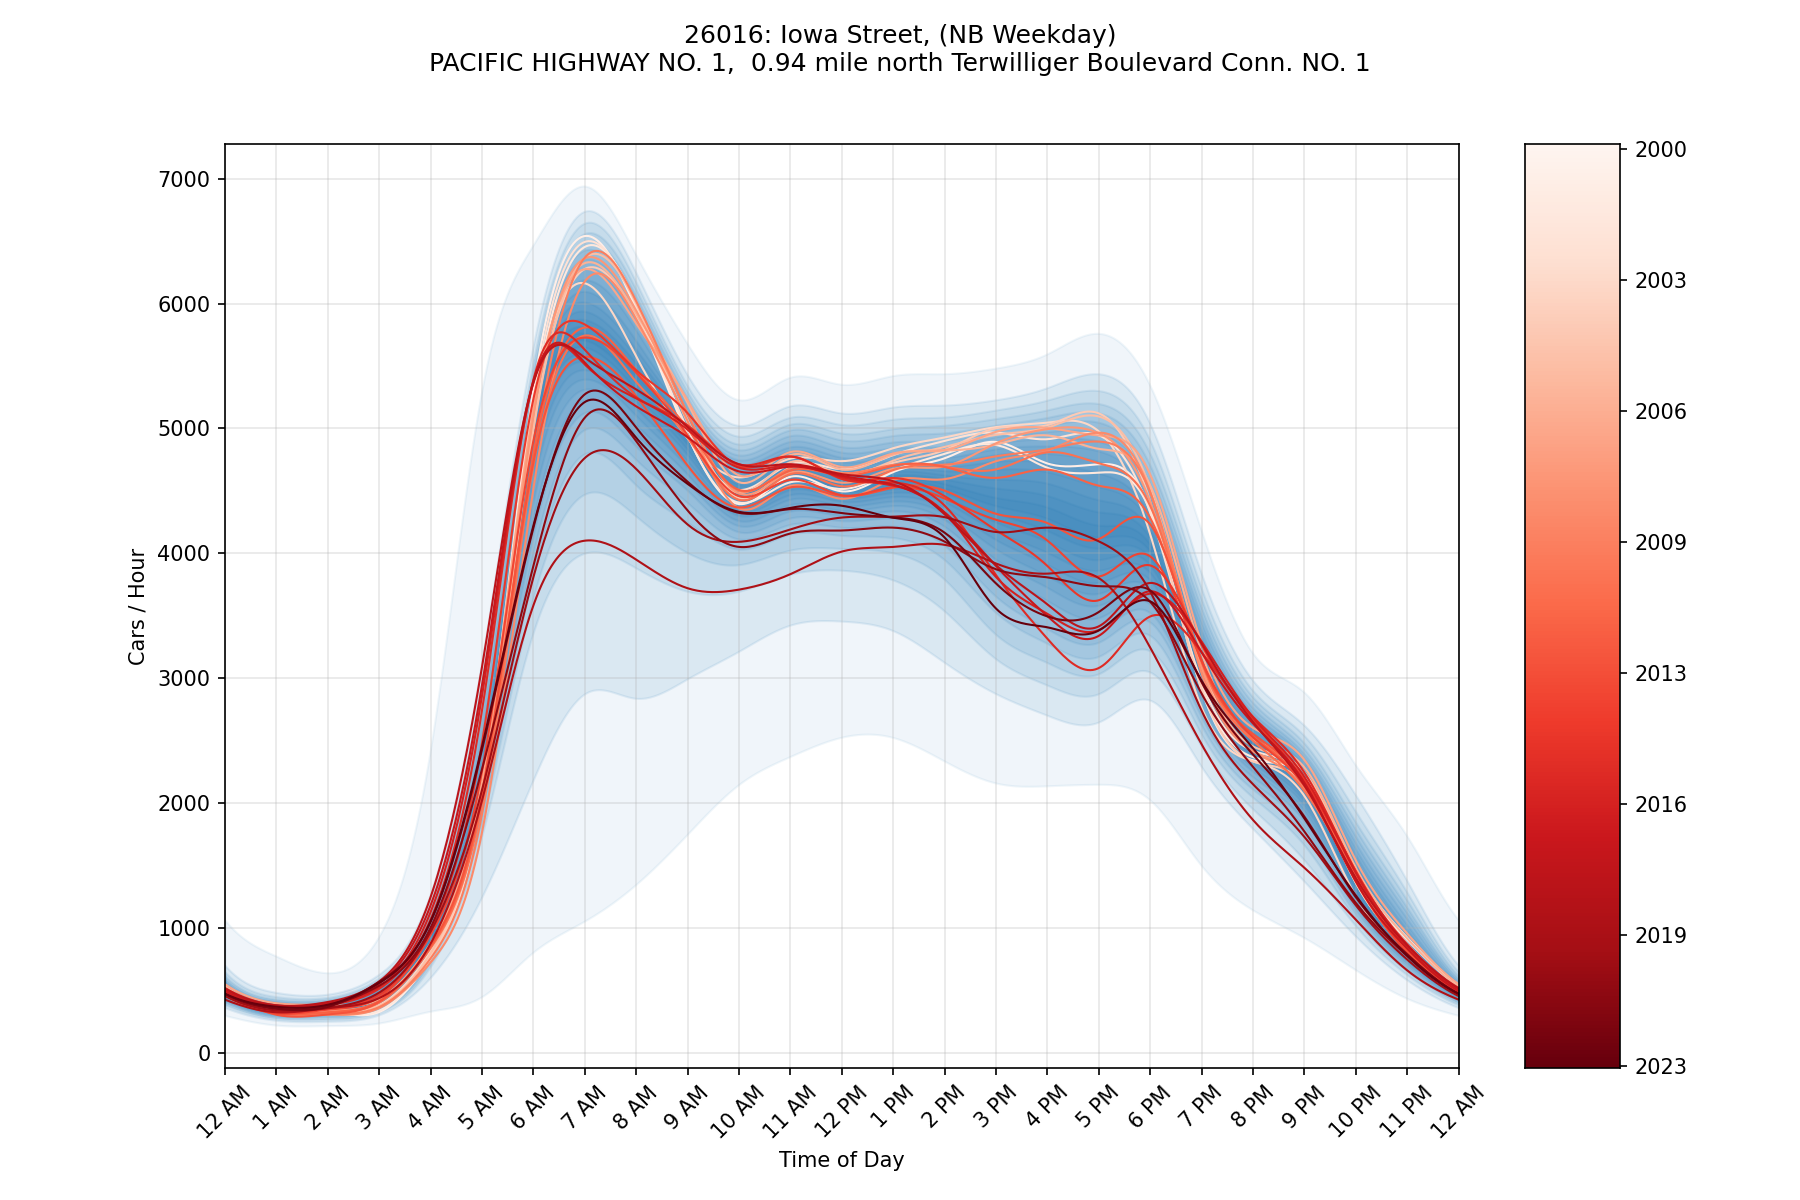 26016: Iowa Street, (NB Weekday)
PACIFIC HIGHWAY NO. 1,  0.94 mile north Terwilliger Boulevard Conn. NO. 1
Cars / Hour
7000
6000
5000
4000
3000
2000
1000
0
12 AM
1 AM
2 AM
3 AM
4 AM
5 AM
6 AM
7 AM
8 AM
9 AM
10 AM
11 AM
12 PM
1 PM
2 PM
3 PM
4 PM
5 PM
6 PM
7 PM
8 PM
9 PM
10 PM
11 PM
12 AM
Time of Day
2000
2003
2006
2009
2013
2016
2019
2023